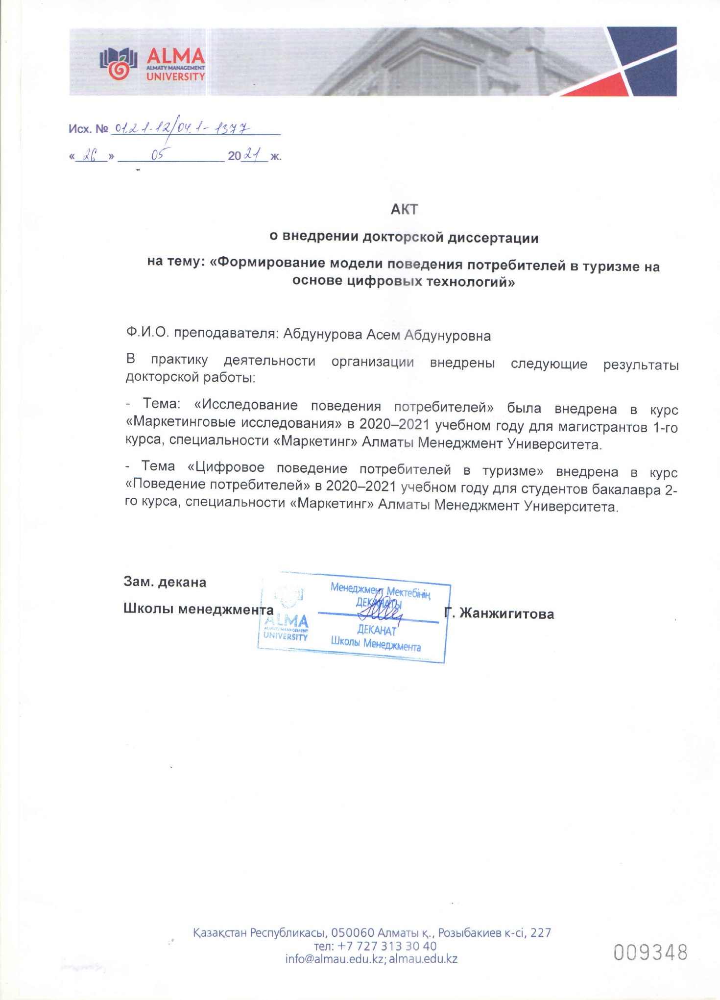 ALMA
ALMATY MANAGEMENT
UNIVERSITY
Исх. № 01.2.1-12/04.1-1377
«26» 05 2021 ж.
АКТ
о внедрении докторской диссертации
на тему: «Формирование модели поведения потребителей в туризме на
основе цифровых технологий»
Ф.И.О. преподавателя: Абдунурова Асем Абдунуровна
В практику деятельности организации внедрены следующие результаты
докторской работы:
- Тема: «Исследование поведения потребителей» была внедрена в курс
«Маркетинговые исследования» в 2020–2021 учебном году для магистрантов 1-го
курса, специальности «Маркетинг» Алматы Менеджмент Университета.
- Тема «Цифровое поведение потребителей в туризме» внедрена в курс
«Поведение потребителей» в 2020–2021 учебном году для студентов бакалавра 2-
го курса, специальности «Маркетинг» Алматы Менеджмент Университета.
Зам. декана
Школы менеджмента
Г. Жанжигитова
Менеджмент Мектебінің
ДЕКАНАТЫ
ALMA
ALMATY MANAGEMENT
UNIVERSITY
ДЕКАНАТ
Школы Менеджмента
Қазақстан Республикасы, 050060 Алматы қ., Розыбакиев к-сі, 227
тел: +7 727 313 30 40
info@almau.edu.kz; almau.edu.kz
009348